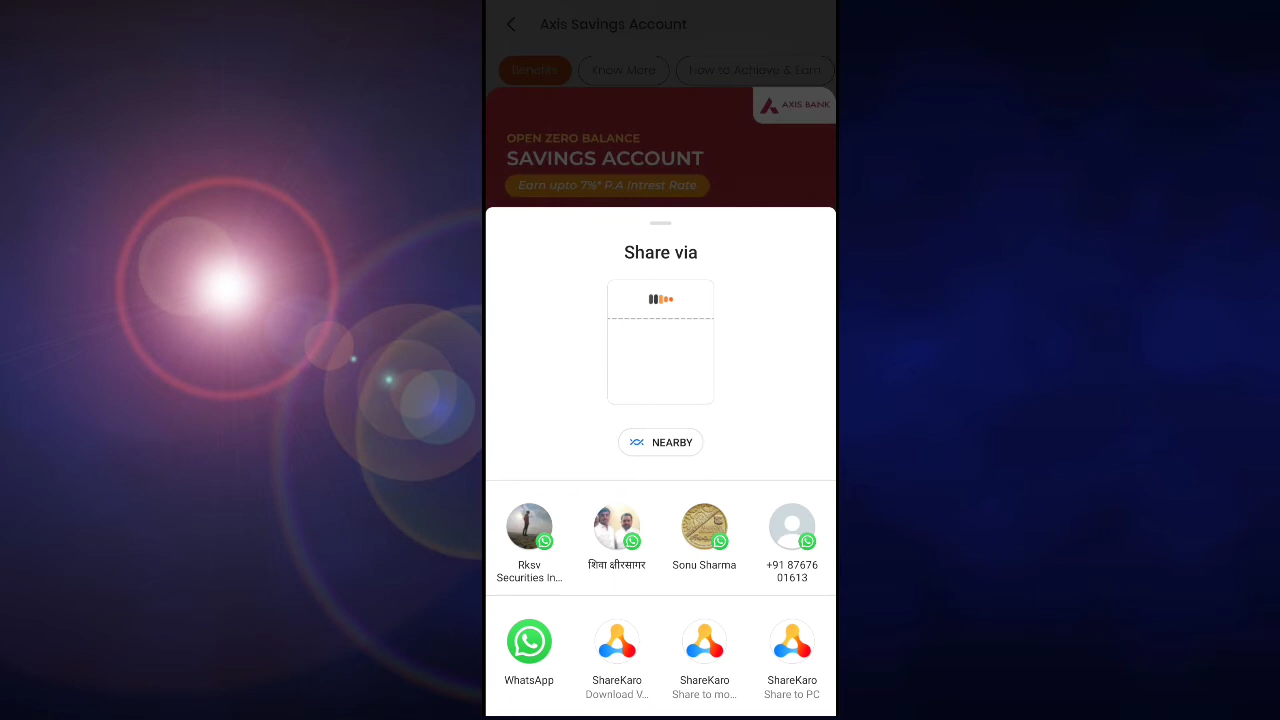 Axis Savings Account
Benefits
Know More
How to Achieve & Earn
AXIS BANK
OPEN ZERO BALANCE
SAVINGS ACCOUNT
Earn upto 7%* P.A Intrest Rate
Share via
NEARBY
Rksv
Securities In...
शिवा क्षीरसागर
Sonu Sharma
+91 87676
01613
WhatsApp
ShareKaro
Download V...
ShareKaro
Share to mo...
ShareKaro
Share to PC